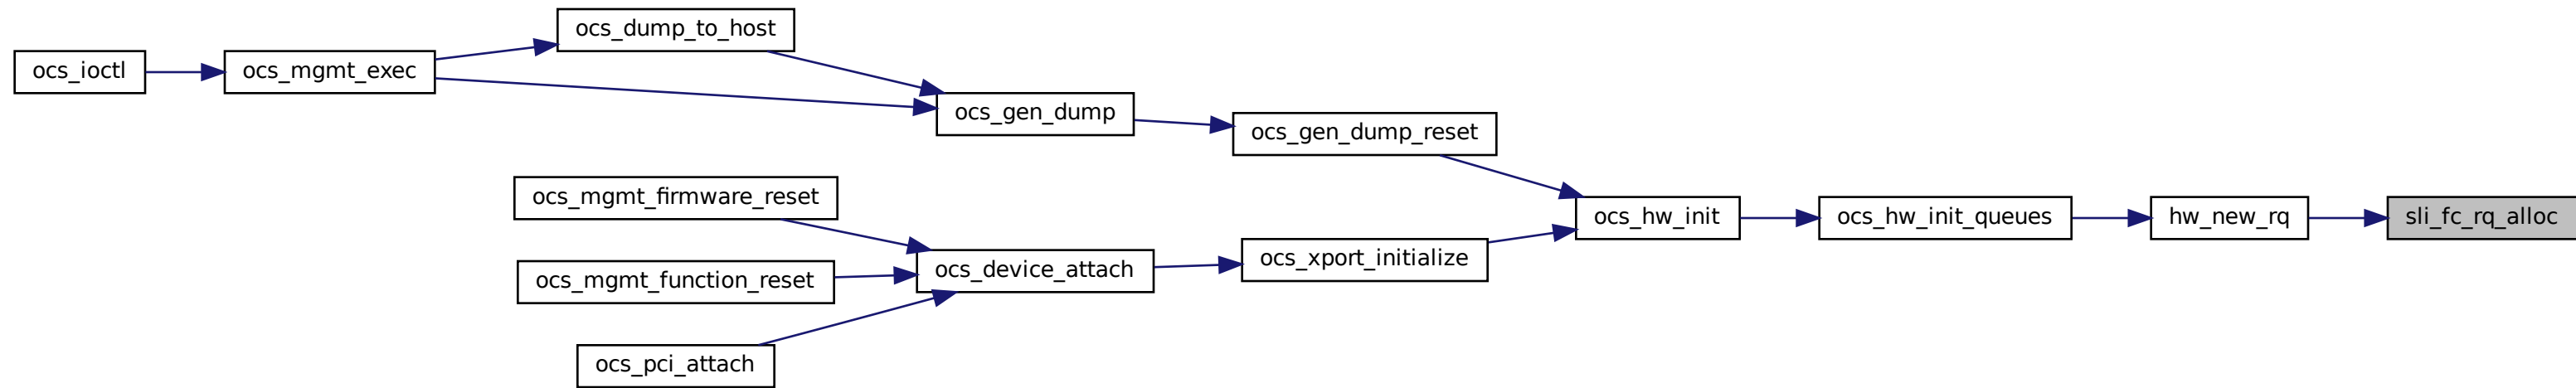 ocs_dump_to_host
ocs_ioctl
ocs_mgmt_exec
ocs_gen_dump
ocs_gen_dump_reset
ocs_mgmt_firmware_reset
ocs_hw_init
ocs_hw_init_queues
hw_new_rq
sli_fc_rq_alloc
ocs_xport_initialize
ocs_device_attach
ocs_mgmt_function_reset
ocs_pci_attach